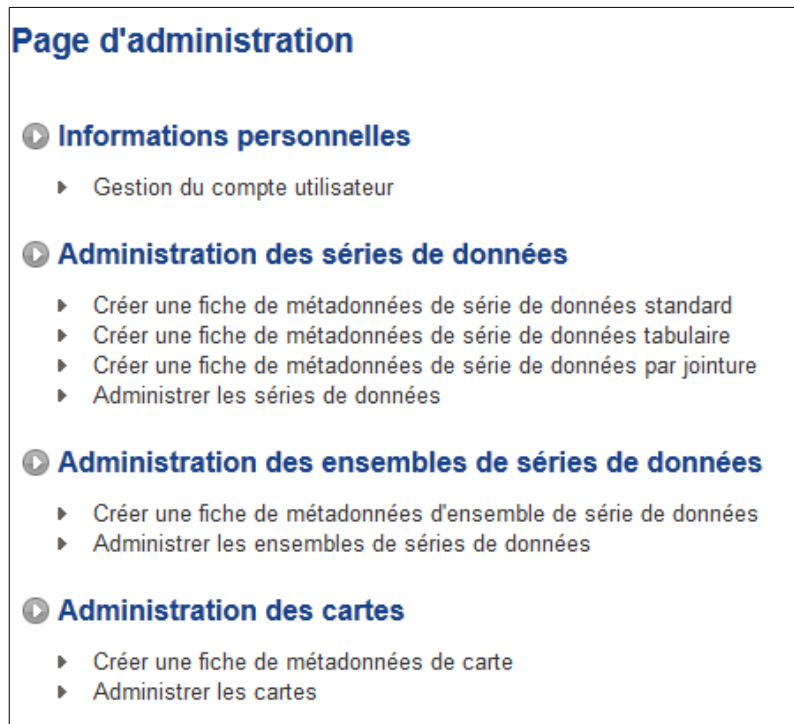 Page d'administration
Informations personnelles
Gestion du compte utilisateur
Administration des séries de données
Créer une fiche de métadonnées de série de données standard
Créer une fiche de métadonnées de série de données tabulaire
Créer une fiche de métadonnées de série de données par jointure
Administrer les séries de données
Administration des ensembles de séries de données
Créer une fiche de métadonnées d'ensemble de série de données
Administrer les ensembles de séries de données
Administration des cartes
Créer une fiche de métadonnées de carte
Administrer les cartes